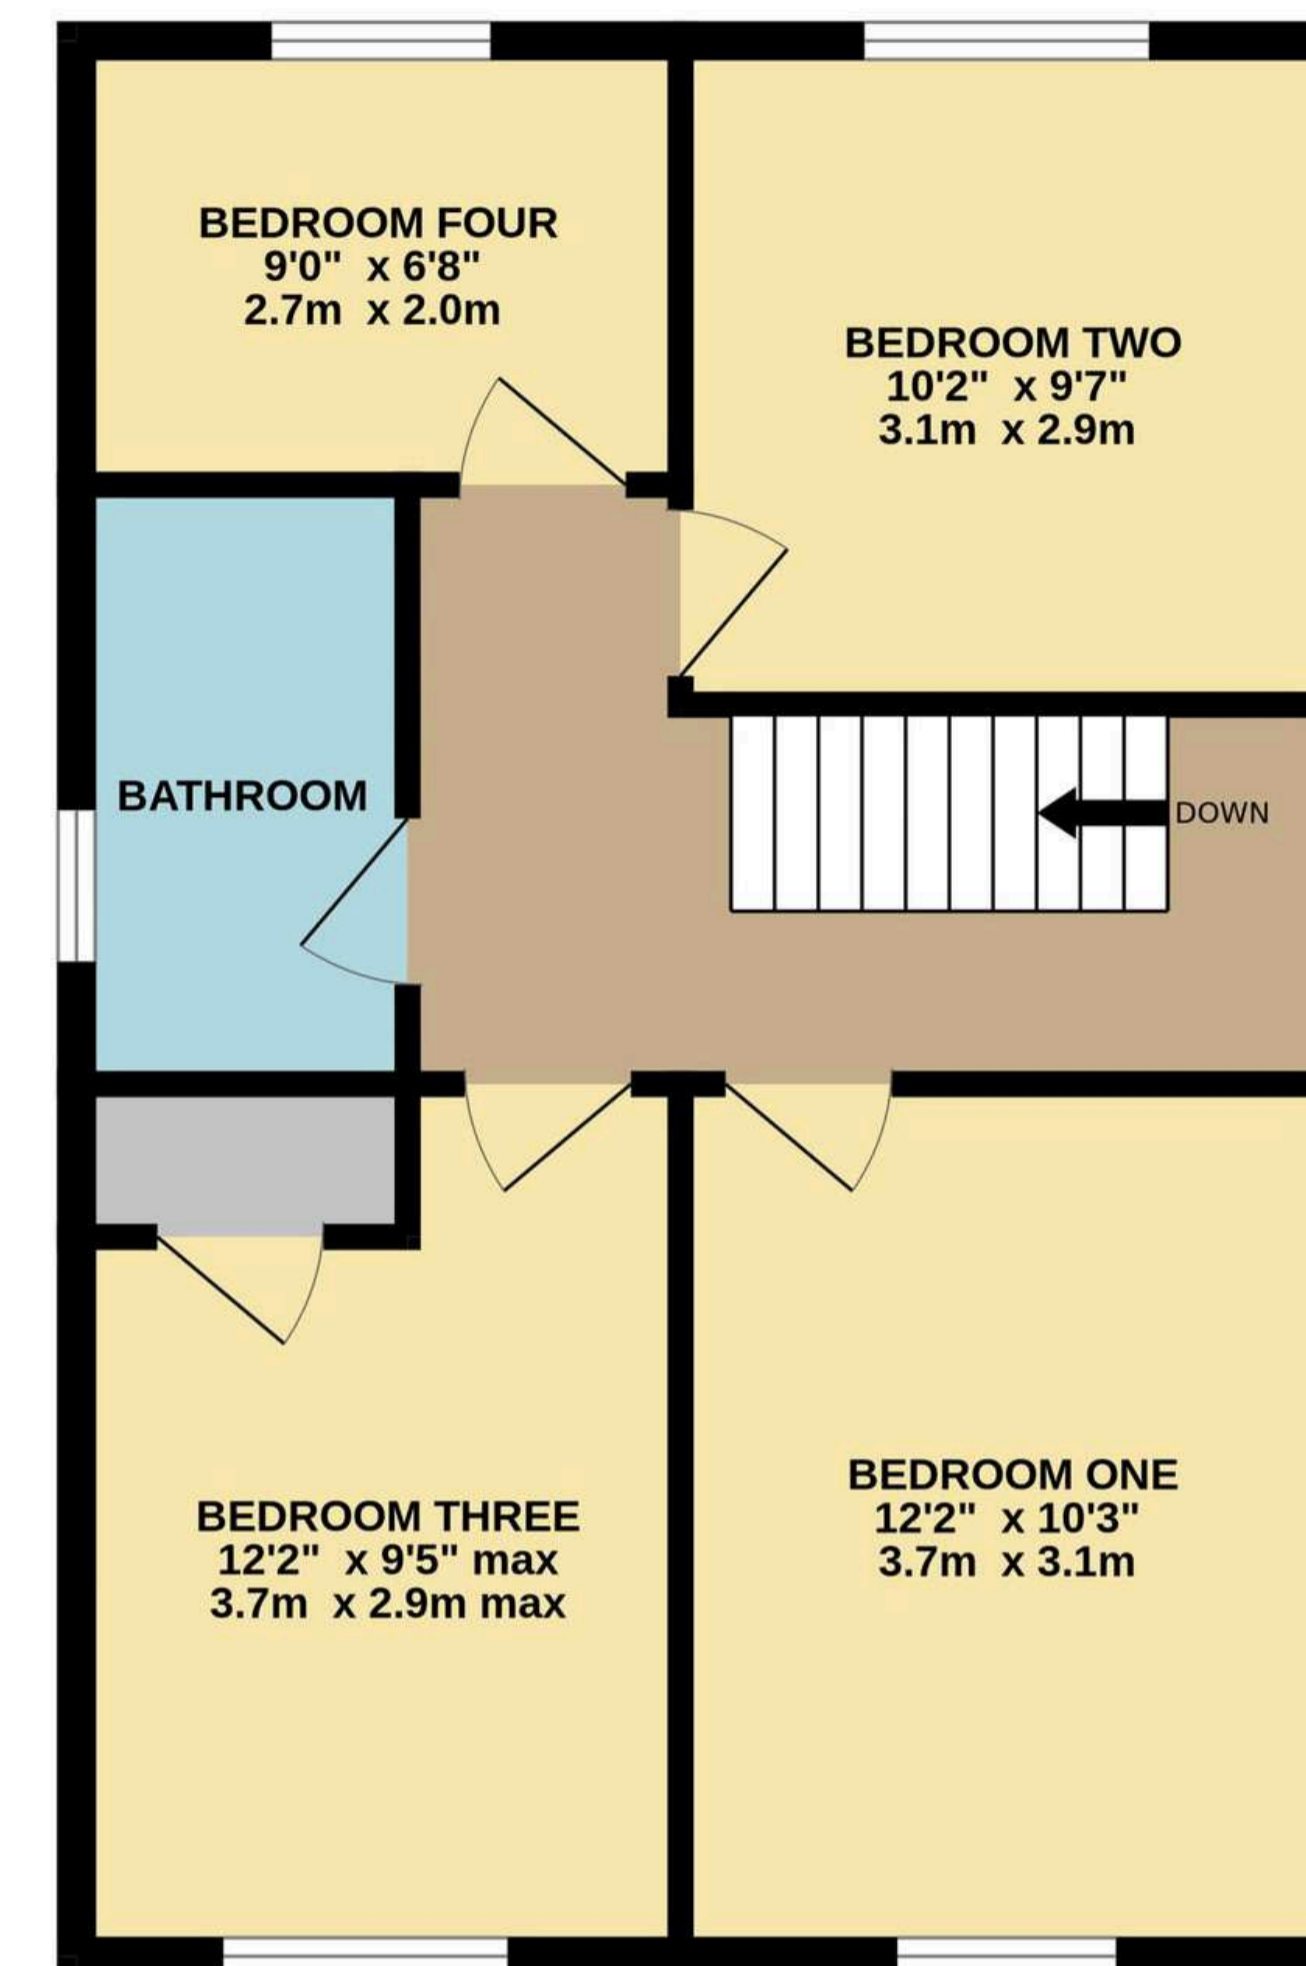 BEDROOM FOUR
9'0"  x 6'8"
2.7m  x 2.0m
BEDROOM TWO
10'2"  x 9'7"
3.1m  x 2.9m
BATHROOM
DOWN
BEDROOM ONE
12'2"  x 10'3"
3.7m  x 3.1m
BEDROOM THREE
12'2"  x 9'5" max
3.7m  x 2.9m max